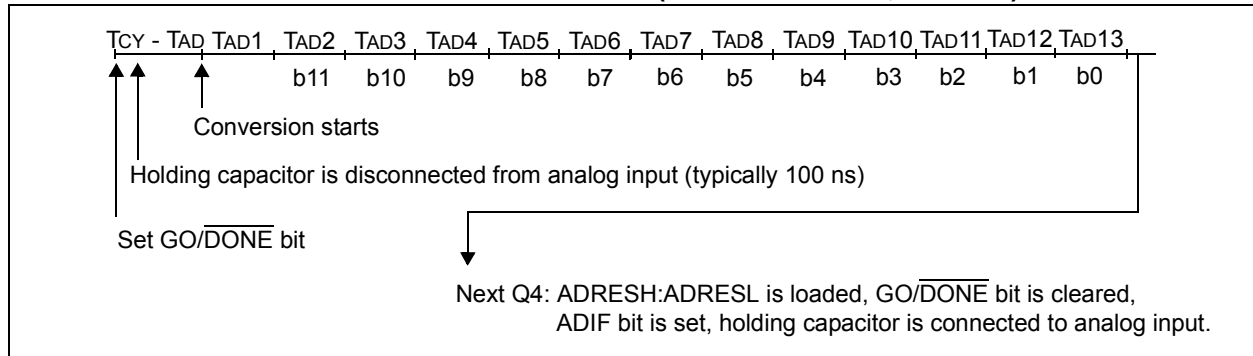 TCY - TAD TAD1 TAD2 TAD3 TAD4 TAD5 TAD6 TAD7 TAD8 TAD9 TAD10 TAD11 TAD12 TAD13
b11 b10 b9 b8 b7 b6 b5 b4 b3 b2 b1 b0
Conversion starts
Holding capacitor is disconnected from analog input (typically 100 ns)
Set GO/DONE bit
Next Q4: ADRESH:ADRESL is loaded, GO/DONE bit is cleared,
ADIF bit is set, holding capacitor is connected to analog input.